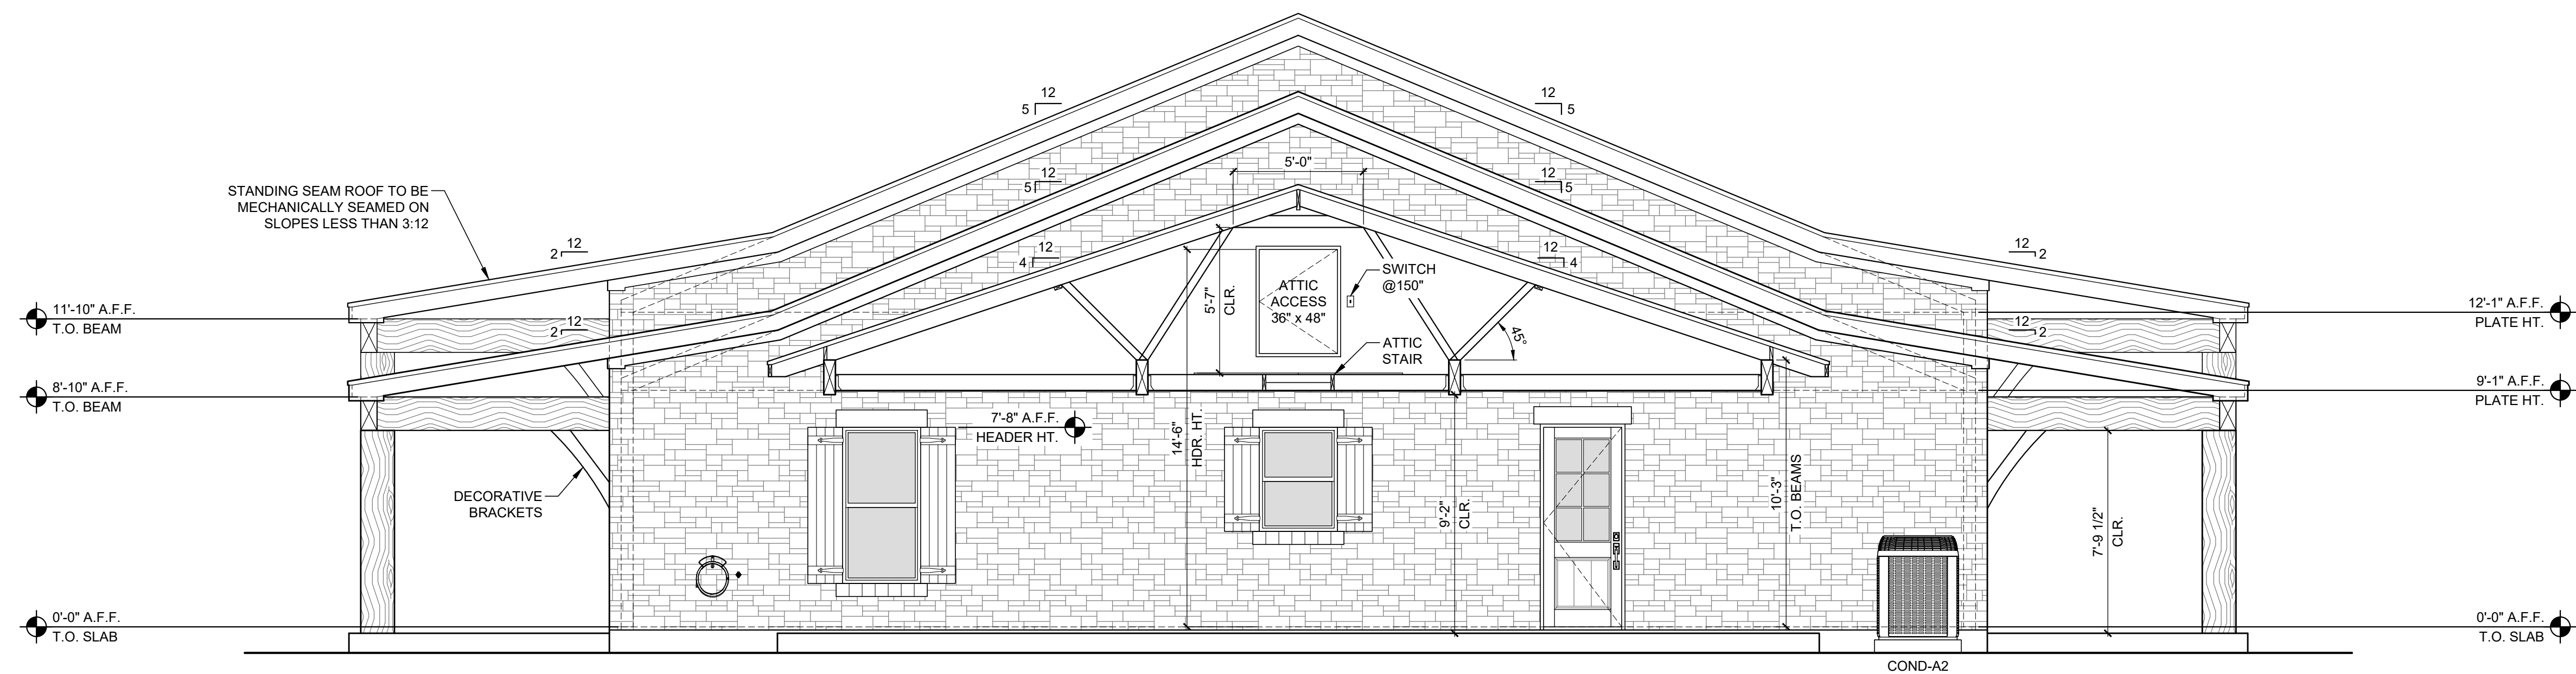 12
5
12
5
5'-0"
12
5
12
5
STANDING SEAM ROOF TO BE
MECHANICALLY SEAMED ON
SLOPES LESS THAN 3:12
12
2
12
4
12
4
12
2
SWITCH
@150"
ATTIC
ACCESS
36" x 48"
5'-7"
CLR.
11'-10" A.F.F.
T.O. BEAM
12
2
45°
ATTIC
STAIR
12
2
12'-1" A.F.F.
PLATE HT.
8'-10" A.F.F.
T.O. BEAM
9'-1" A.F.F.
PLATE HT.
7'-8" A.F.F.
HEADER HT.
14'-6"
HDR. HT.
9'-2"
CLR.
10'-3"
T.O. BEAMS
DECORATIVE
BRACKETS
7'-9 1/2"
CLR.
0'-0" A.F.F.
T.O. SLAB
0'-0" A.F.F.
T.O. SLAB
COND-A2